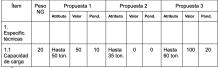 Ítem Peso NG Propuesta 1 Propuesta 2 Propuesta 3
Atributo Valor Pond. Atributo Valor Pond. Atributo Valor Pond.
1.
Especific.
técnicas
1.1 20 Hasta 50 10 Hasta 0 0 Hasta 100 20
Capacidad 50 ton. 35 ton. 60 ton.
de carga